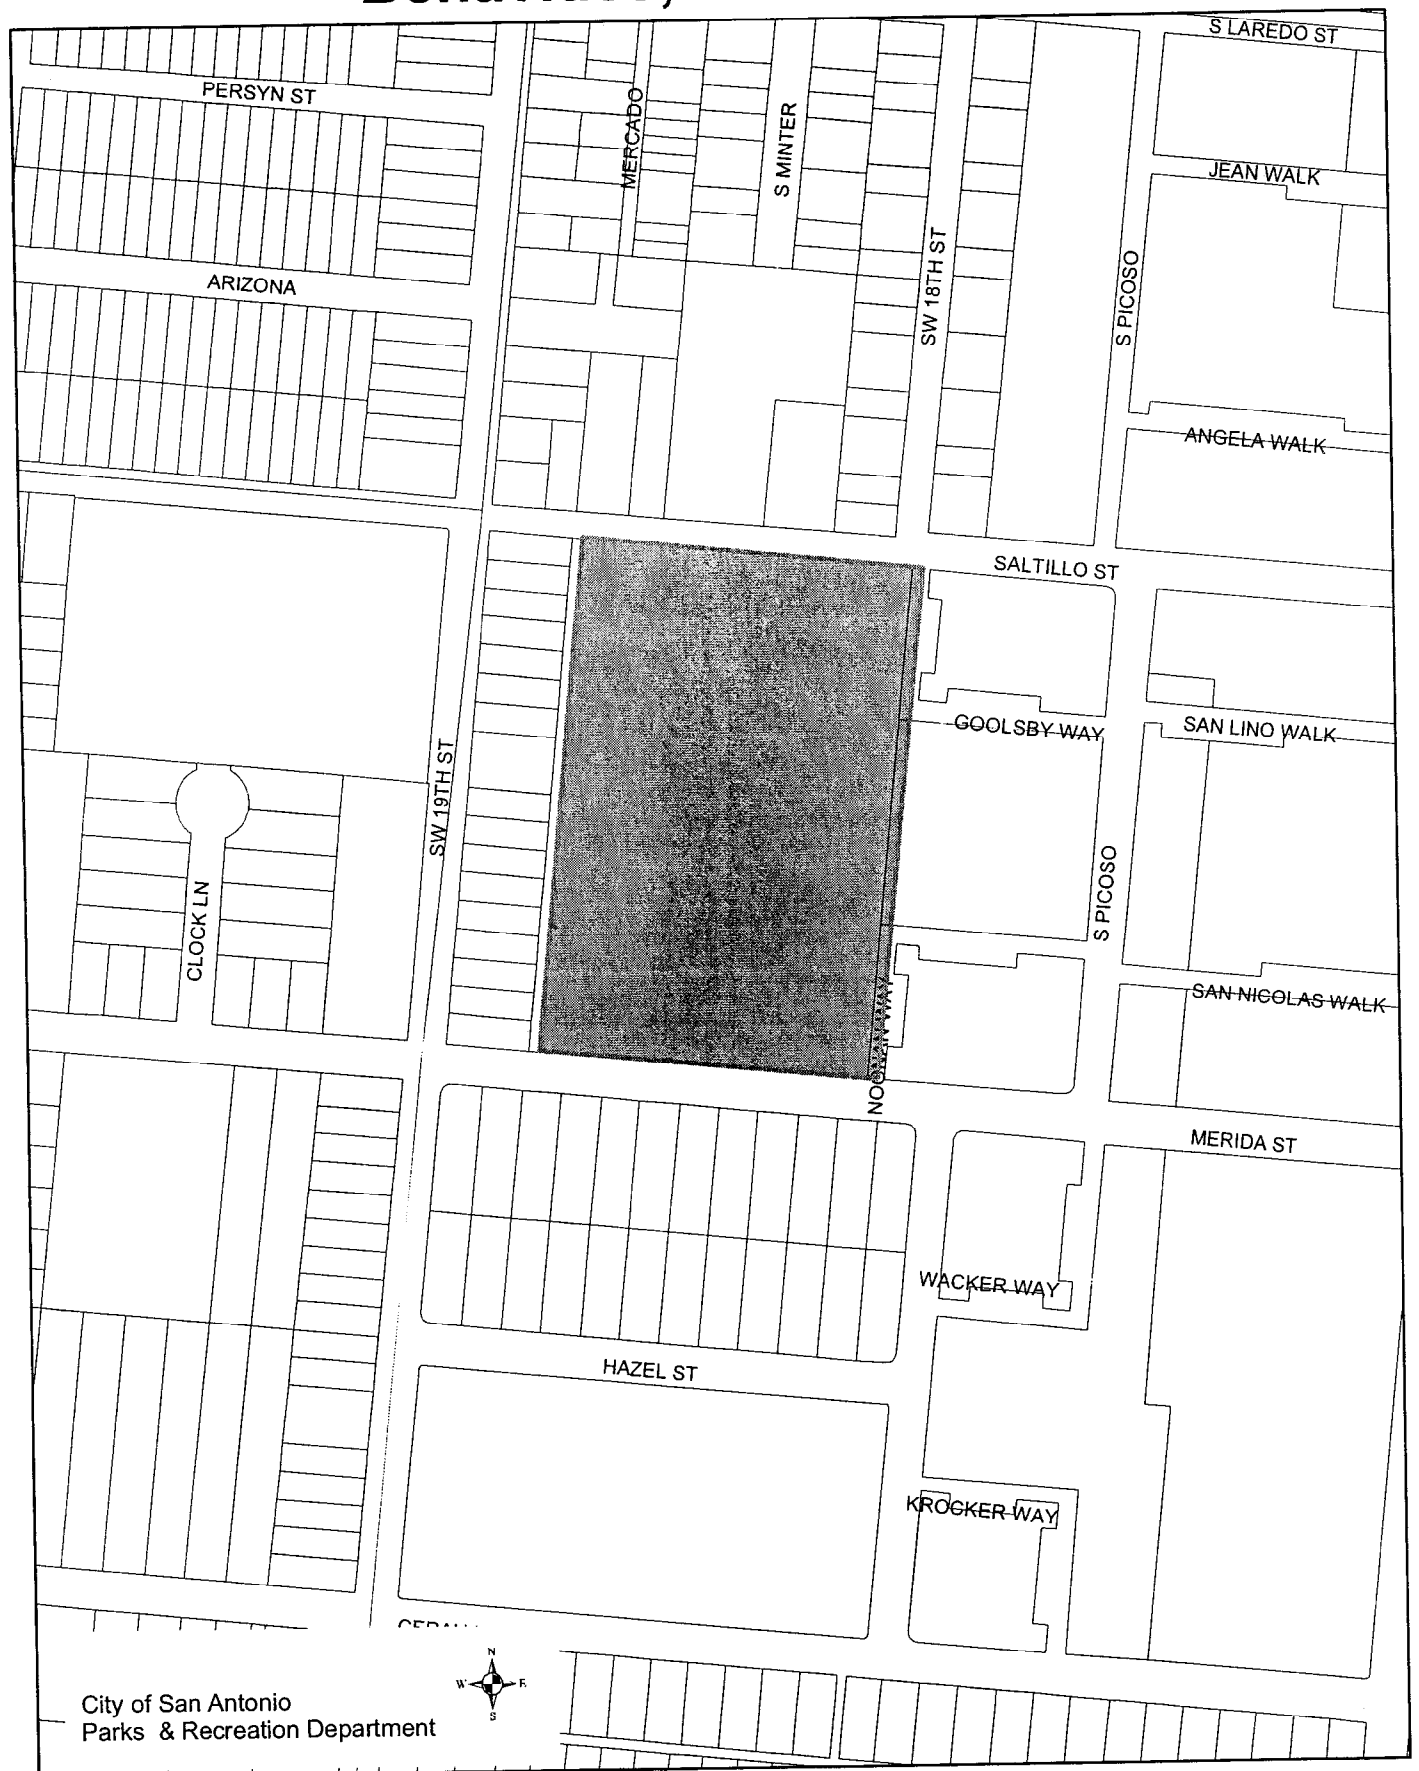 S LAREDO ST
PERSYN ST
MERCADO
S MINTER
JEAN WALK
SW 18TH ST
S PICOSO
ARIZONA
ANGELA WALK
SALTILLO ST
GOOLSBY WAY
SAN LINO WALK
SW 19TH ST
S PICOSO
CLOCK LN
SAN NICOLAS WALK
NOONAN WAY
MERIDA ST
WACKER WAY
HAZEL ST
KROCKER WAY
N
W E
S
City of San Antonio
Parks & Recreation Department